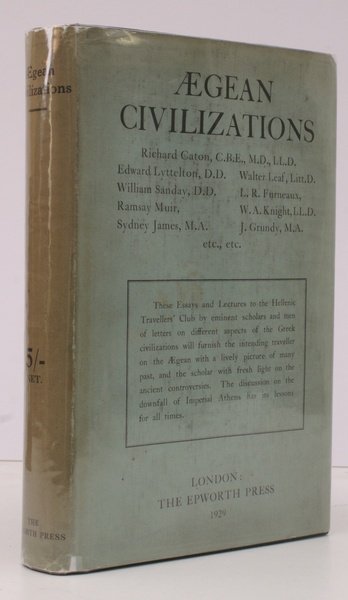 Ægean
Civilizations
5/-
NET.
THE
EPWORTH PRESS
ÆGEAN
CIVILIZATIONS
Richard Caton, C.B.E., M.D., LL.D.
Edward Lyttelton, D.D. Walter Leaf, Litt.D.
William Sanday, D.D. L. R. Furneaux,
Ramsay Muir, W. A. Knight, LL.D.
Sydney James, M.A. J. Grundy, M.A.
etc., etc.
These Essays and Lectures to the Hellenic
Travellers' Club by eminent scholars and men
of letters on different aspects of the Greek
civilizations will furnish the intending traveller
on the Ægean with a lively picture of many
past, and the scholar with fresh light on the
ancient controversies. The discussion on the
downfall of Imperial Athens has its lessons
for all times.
LONDON:
THE EPWORTH PRESS
1929